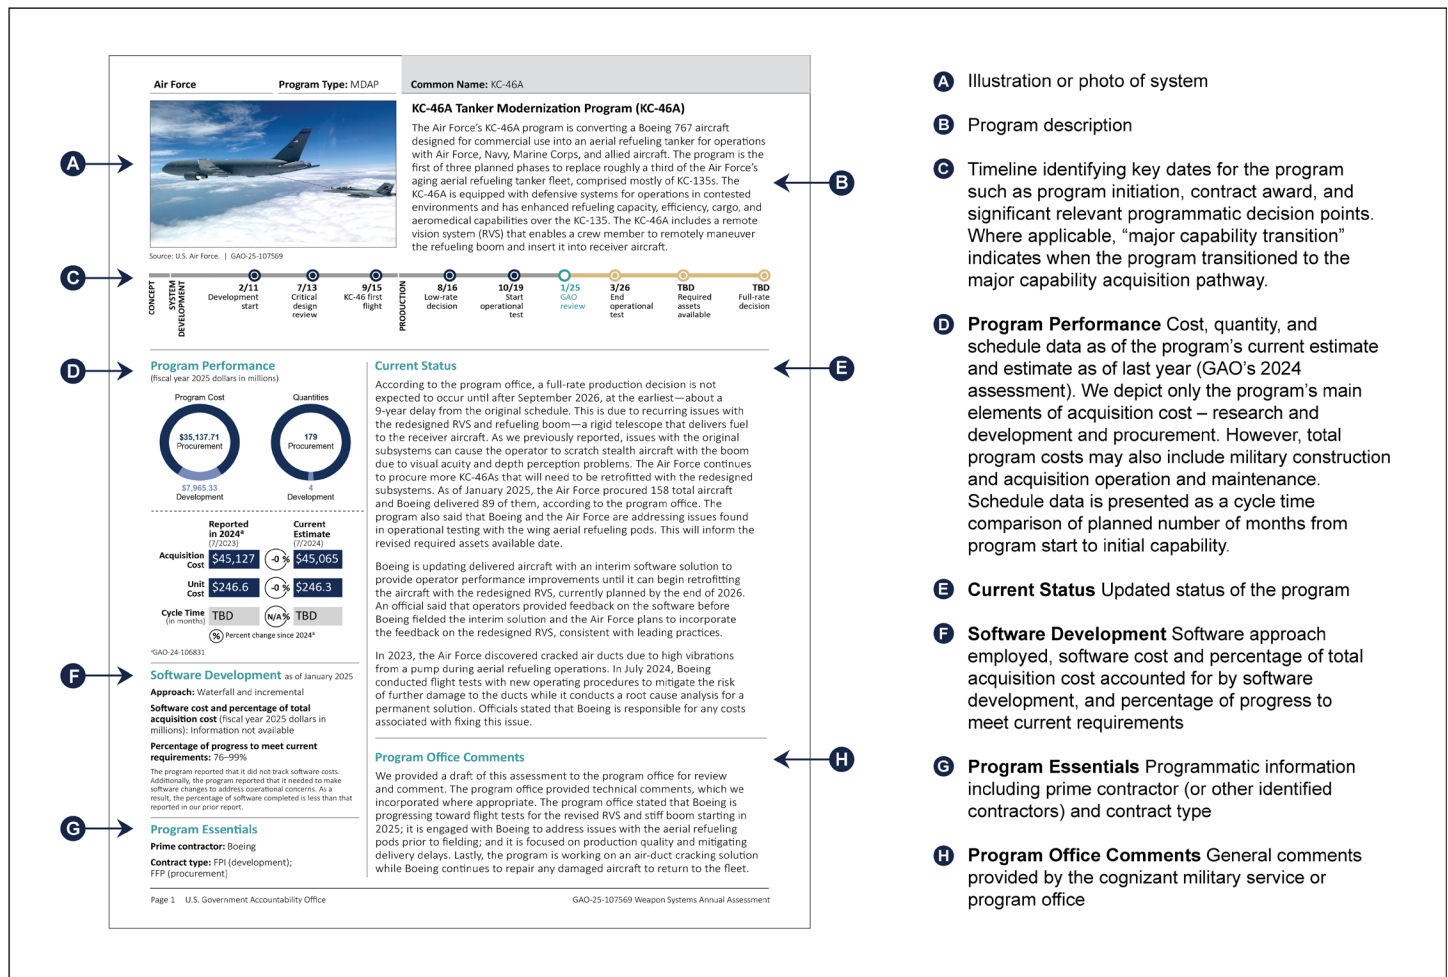 Air Force
Program Type: MDAP
Common Name: KC-46A
KC-46A Tanker Modernization Program (KC-46A)
The Air Force's KC-46A program is converting a Boeing 767 aircraft
designed for commercial use into an aerial refueling tanker for operations
with Air Force, Navy, Marine Corps, and allied aircraft. The program is the
first of three planned phases to replace roughly a third of the Air Force's
aging aerial refueling tanker fleet, comprised mostly of KC-135s. The
KC-46A is equipped with defensive systems for operations in contested
environments and has enhanced refueling capacity, efficiency, cargo, and
aeromedical capabilities over the KC-135. The KC-46A includes a remote
vision system (RVS) that enables a crew member to remotely maneuver
the refueling boom and insert it into receiver aircraft.
A
B
Source: U.S. Air Force. | GAO-25-107569
C
CONCEPT
SYSTEM
DEVELOPMENT
2/11
Development
start
7/13
Critical
design
review
9/15
KC-46 first
flight
PRODUCTION
8/16
Low-rate
decision
10/19
Start
operational
test
1/25
GAO
review
3/26
End
operational
test
TBD
Required
assets
available
TBD
Full-rate
decision
D
Program Performance
(fiscal year 2025 dollars in millions)
Program Cost
$35,137.71
Procurement
$7,965.33
Development
Quantities
179
Procurement
4
Development
Reported
in 2024ª
(7/2023)
Current
Estimate
(7/2024)
Acquisition
Cost
$45,127
-0 %
$45,065
Unit
Cost
$246.6
-0 %
$246.3
Cycle Time
(in months)
TBD
N/A%
TBD
% Percent change since 2024ª
ªGAO-24-106831
F
Software Development as of January 2025
Approach: Waterfall and incremental
Software cost and percentage of total
acquisition cost (fiscal year 2025 dollars in
millions): Information not available
Percentage of progress to meet current
requirements: 76–99%
The program reported that it did not track software costs.
Additionally, the program reported that it needed to make
software changes to address operational concerns. As a
result, the percentage of software completed is less than that
reported in our prior report.
G
Program Essentials
Prime contractor: Boeing
Contract type: FPI (development);
FFP (procurement)
Current Status
E
According to the program office, a full-rate production decision is not
expected to occur until after September 2026, at the earliest—about a
9-year delay from the original schedule. This is due to recurring issues with
the redesigned RVS and refueling boom—a rigid telescope that delivers fuel
to the receiver aircraft. As we previously reported, issues with the original
subsystems can cause the operator to scratch stealth aircraft with the boom
due to visual acuity and depth perception problems. The Air Force continues
to procure more KC-46As that will need to be retrofitted with the redesigned
subsystems. As of January 2025, the Air Force procured 158 total aircraft
and Boeing delivered 89 of them, according to the program office. The
program also said that Boeing and the Air Force are addressing issues found
in operational testing with the wing aerial refueling pods. This will inform the
revised required assets available date.
Boeing is updating delivered aircraft with an interim software solution to
provide operator performance improvements until it can begin retrofitting
the aircraft with the redesigned RVS, currently planned by the end of 2026.
An official said that operators provided feedback on the software before
Boeing fielded the interim solution and the Air Force plans to incorporate
the feedback on the redesigned RVS, consistent with leading practices.
In 2023, the Air Force discovered cracked air ducts due to high vibrations
from a pump during aerial refueling operations. In July 2024, Boeing
conducted flight tests with new operating procedures to mitigate the risk
of further damage to the ducts while it conducts a root cause analysis for a
permanent solution. Officials stated that Boeing is responsible for any costs
associated with fixing this issue.
Program Office Comments
H
We provided a draft of this assessment to the program office for review
and comment. The program office provided technical comments, which we
incorporated where appropriate. The program office stated that Boeing is
progressing toward flight tests for the revised RVS and stiff boom starting in
2025; it is engaged with Boeing to address issues with the aerial refueling
pods prior to fielding; and it is focused on production quality and mitigating
delivery delays. Lastly, the program is working on an air-duct cracking solution
while Boeing continues to repair any damaged aircraft to return to the fleet.
Page 1 U.S. Government Accountability Office
GAO-25-107569 Weapon Systems Annual Assessment
A Illustration or photo of system
B Program description
C Timeline identifying key dates for the program
such as program initiation, contract award, and
significant relevant programmatic decision points.
Where applicable, “major capability transition”
indicates when the program transitioned to the
major capability acquisition pathway.
D Program Performance Cost, quantity, and
schedule data as of the program's current estimate
and estimate as of last year (GAO's 2024
assessment). We depict only the program's main
elements of acquisition cost – research and
development and procurement. However, total
program costs may also include military construction
and acquisition operation and maintenance.
Schedule data is presented as a cycle time
comparison of planned number of months from
program start to initial capability.
E Current Status Updated status of the program
F Software Development Software approach
employed, software cost and percentage of total
acquisition cost accounted for by software
development, and percentage of progress to
meet current requirements
G Program Essentials Programmatic information
including prime contractor (or other identified
contractors) and contract type
H Program Office Comments General comments
provided by the cognizant military service or
program office